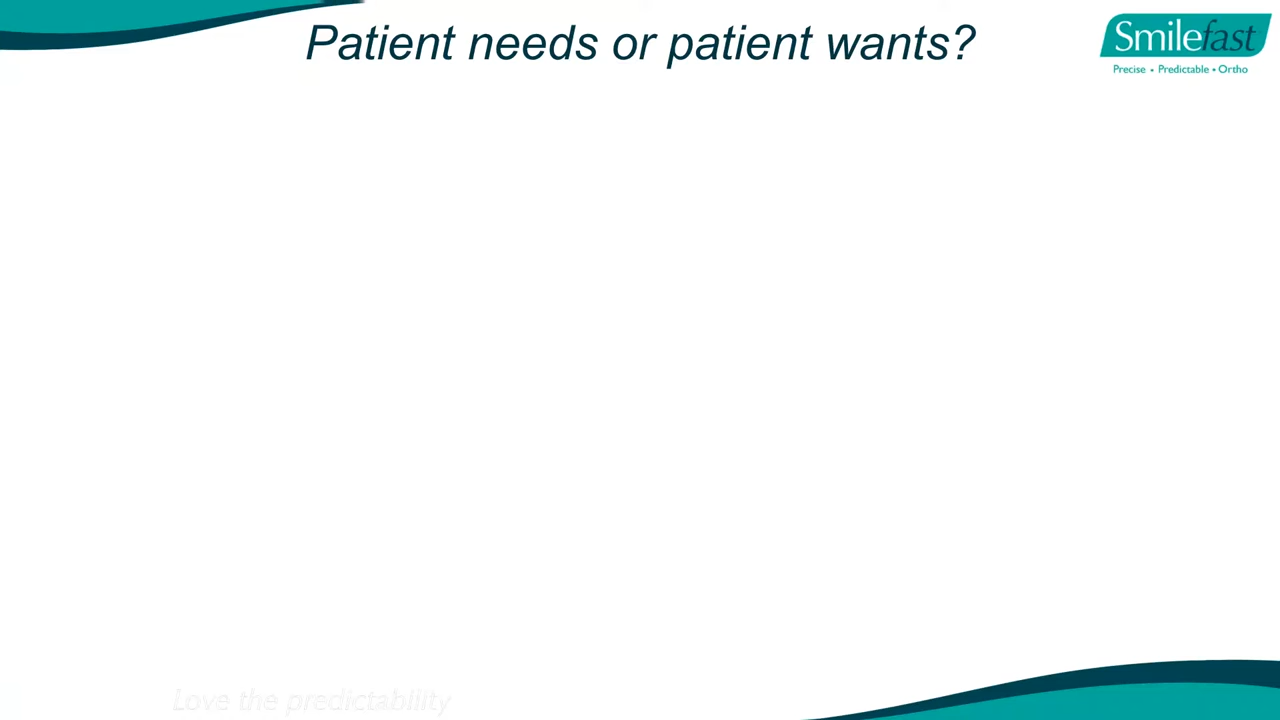 Patient needs or patient wants?
Smilefast
Precise • Predictable • Ortho
Love the predictability